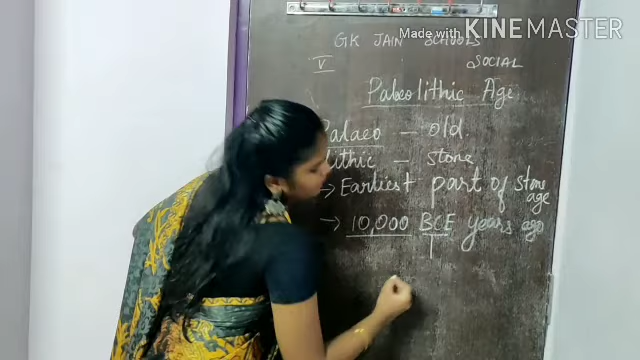 Made with KINEMASTER
GK JAIN SCHOOLS
V
SOCIAL
Paleolithic Age
Palaeo – old
lithic – stone
→ Earliest part of stone age
→ 10,000 BCE years ago